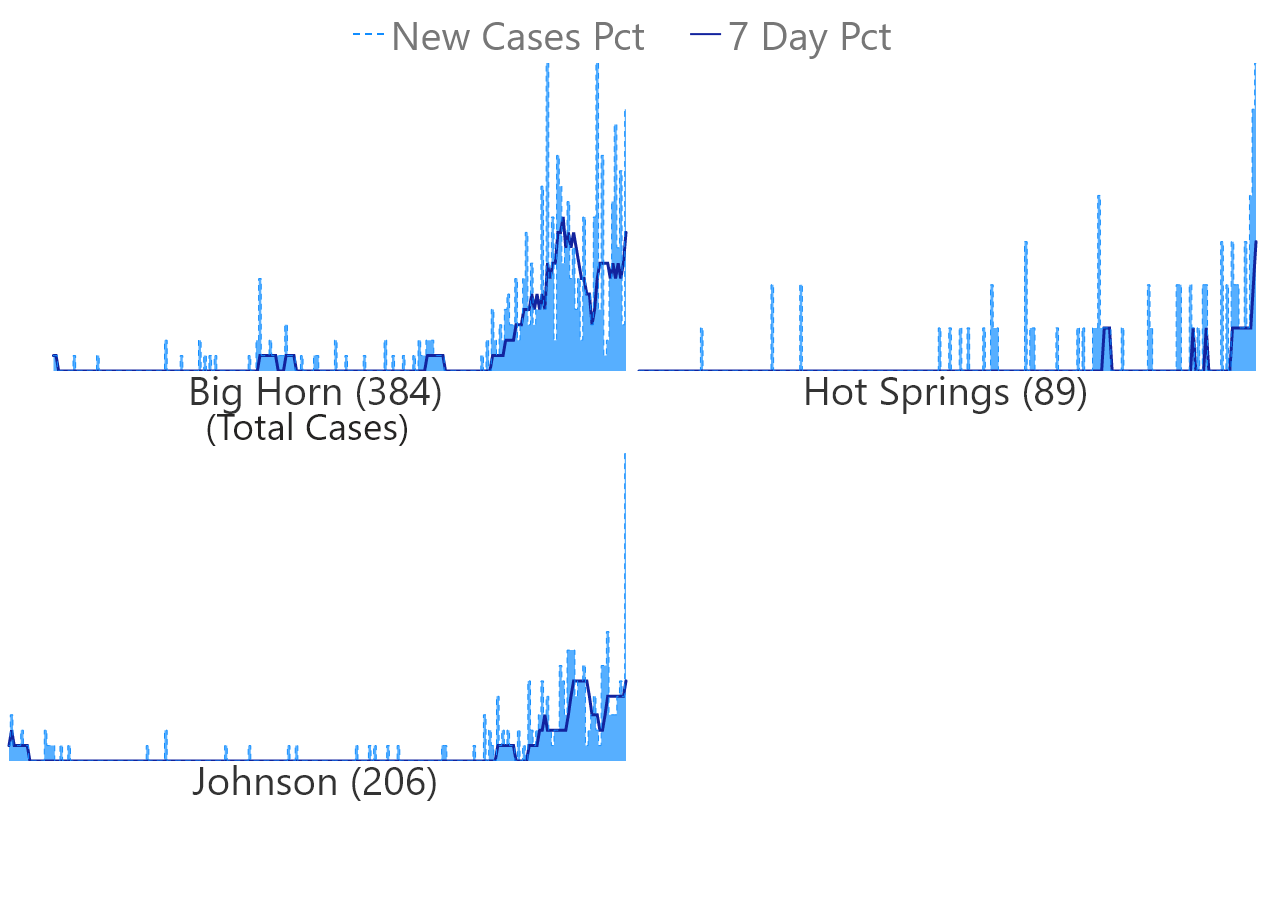 New Cases Pct 7 Day Pct
Big Horn (384)
(Total Cases)
Hot Springs (89)
Johnson (206)